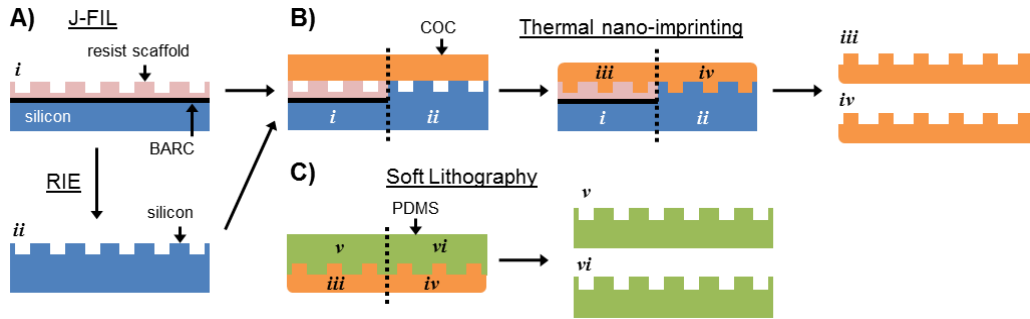 A)
J-FIL
resist scaffold
i
silicon
BARC
RIE
silicon
ii
B)
COC
Thermal nano-imprinting
i
ii
iii
iv
i
ii
iii
iv
C)
Soft Lithography
PDMS
v
vi
iii
iv
v
vi